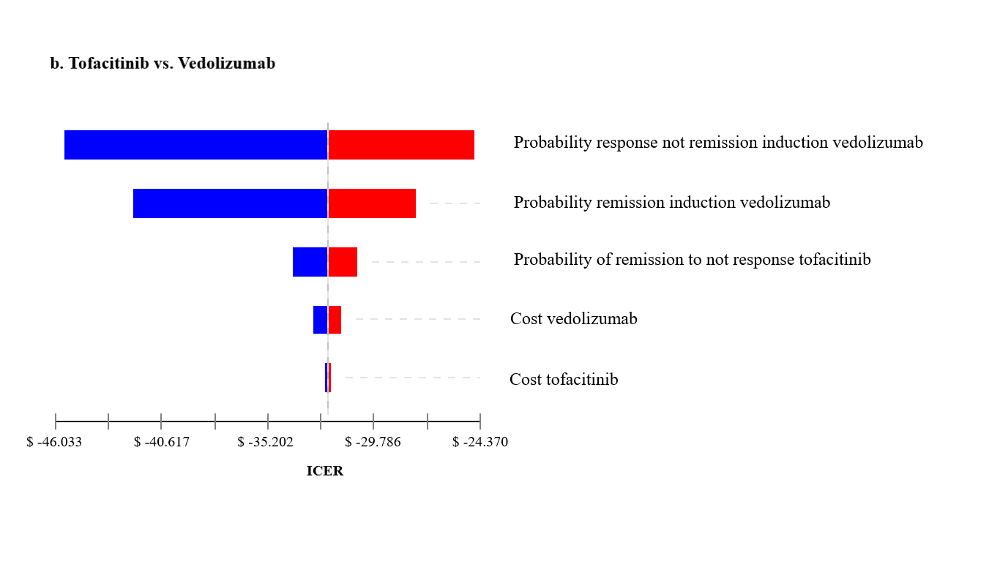 b. Tofacitinib vs. Vedolizumab
Probability response not remission induction vedolizumab
Probability remission induction vedolizumab
Probability of remission to not response tofacitinib
Cost vedolizumab
Cost tofacitinib
$ -46.033 $ -40.617 $ -35.202 $ -29.786 $ -24.370
ICER